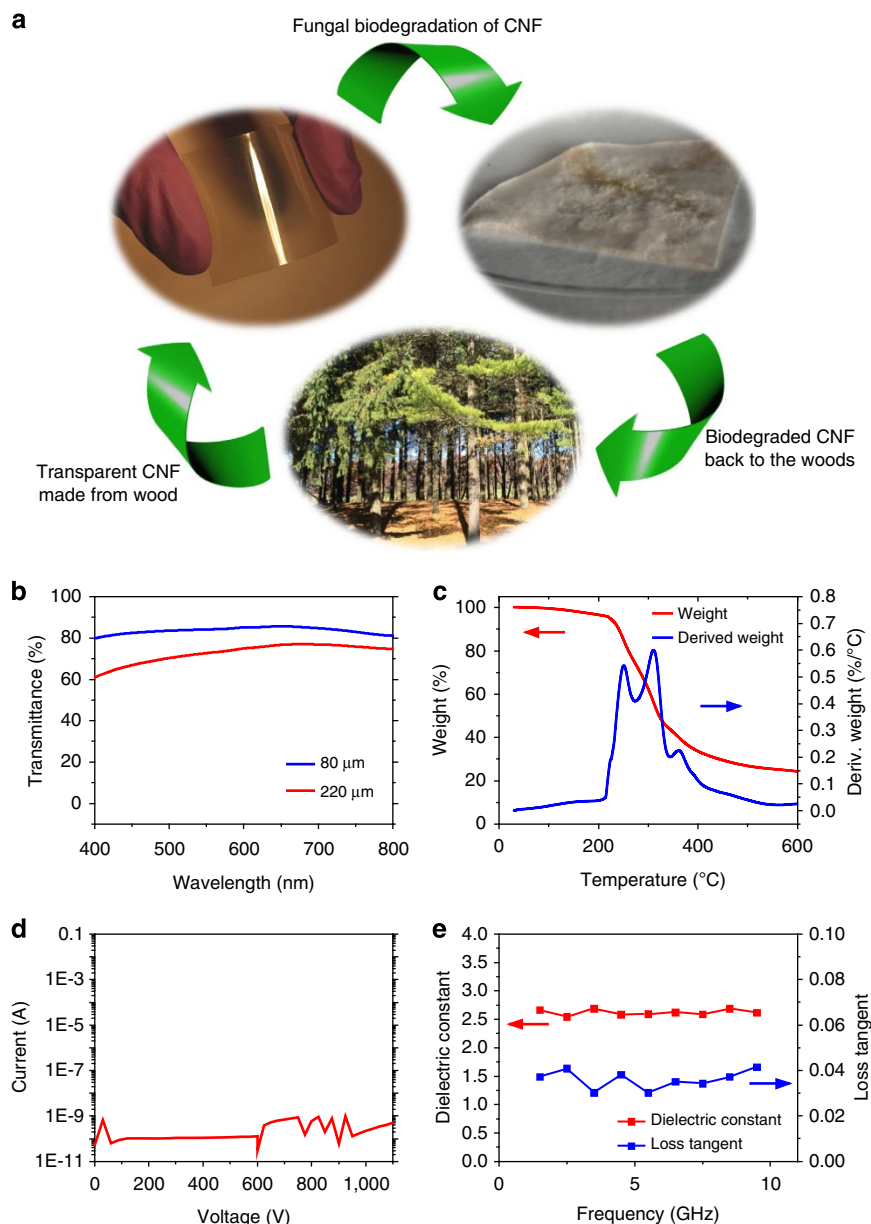 a
Fungal biodegradation of CNF
Transparent CNF
made from wood
Biodegraded CNF
back to the woods
b
100
80
60
40
20
0
400 500 600 700 800
Transmittance (%)
Wavelength (nm)
80 μm
220 μm
c
100
80
60
40
20
0
0 200 400 600
0.8
0.7
0.6
0.5
0.4
0.3
0.2
0.1
0.0
Weight (%)
Deriv. weight (%/°C)
Temperature (°C)
Weight
Derived weight
d
0.1
1E-3
1E-5
1E-7
1E-9
1E-11
0 200 400 600 800 1,000
Current (A)
Voltage (V)
e
4.0
3.5
3.0
2.5
2.0
1.5
1.0
0.5
0.0
0 5 10
0.10
0.08
0.06
0.04
0.02
0.00
Dielectric constant
Loss tangent
Frequency (GHz)
Dielectric constant
Loss tangent